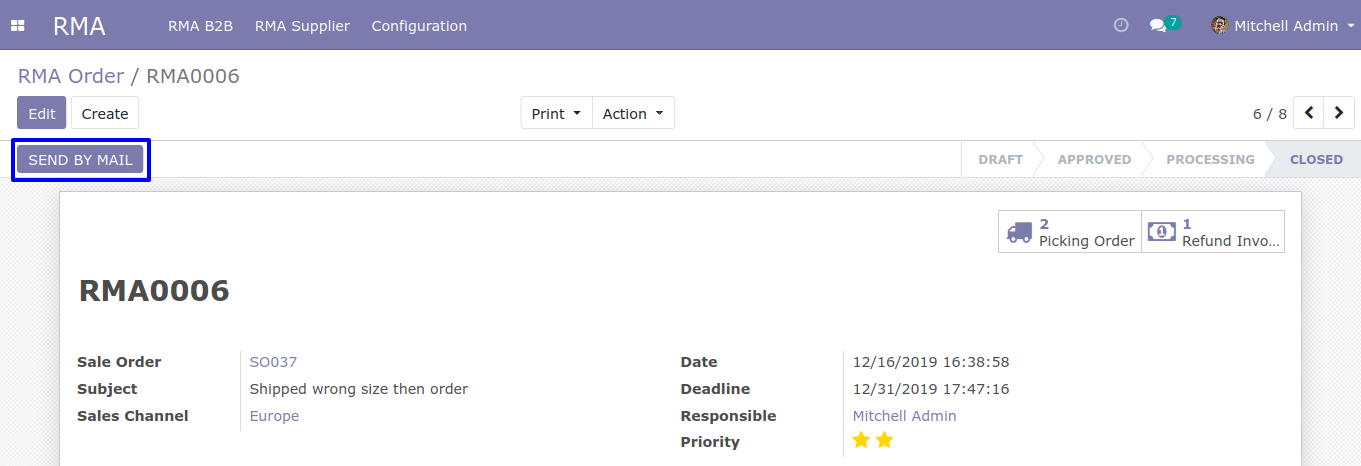 RMA RMA B2B RMA Supplier Configuration 7 Mitchell Admin
RMA Order / RMA0006
Edit Create Print Action 6 / 8
SEND BY MAIL DRAFT APPROVED PROCESSING CLOSED
2 Picking Order
1 Refund Invo...
RMA0006
Sale Order SO037 Date 12/16/2019 16:38:58
Subject Shipped wrong size then order Deadline 12/31/2019 17:47:16
Sales Channel Europe Responsible Mitchell Admin
Priority